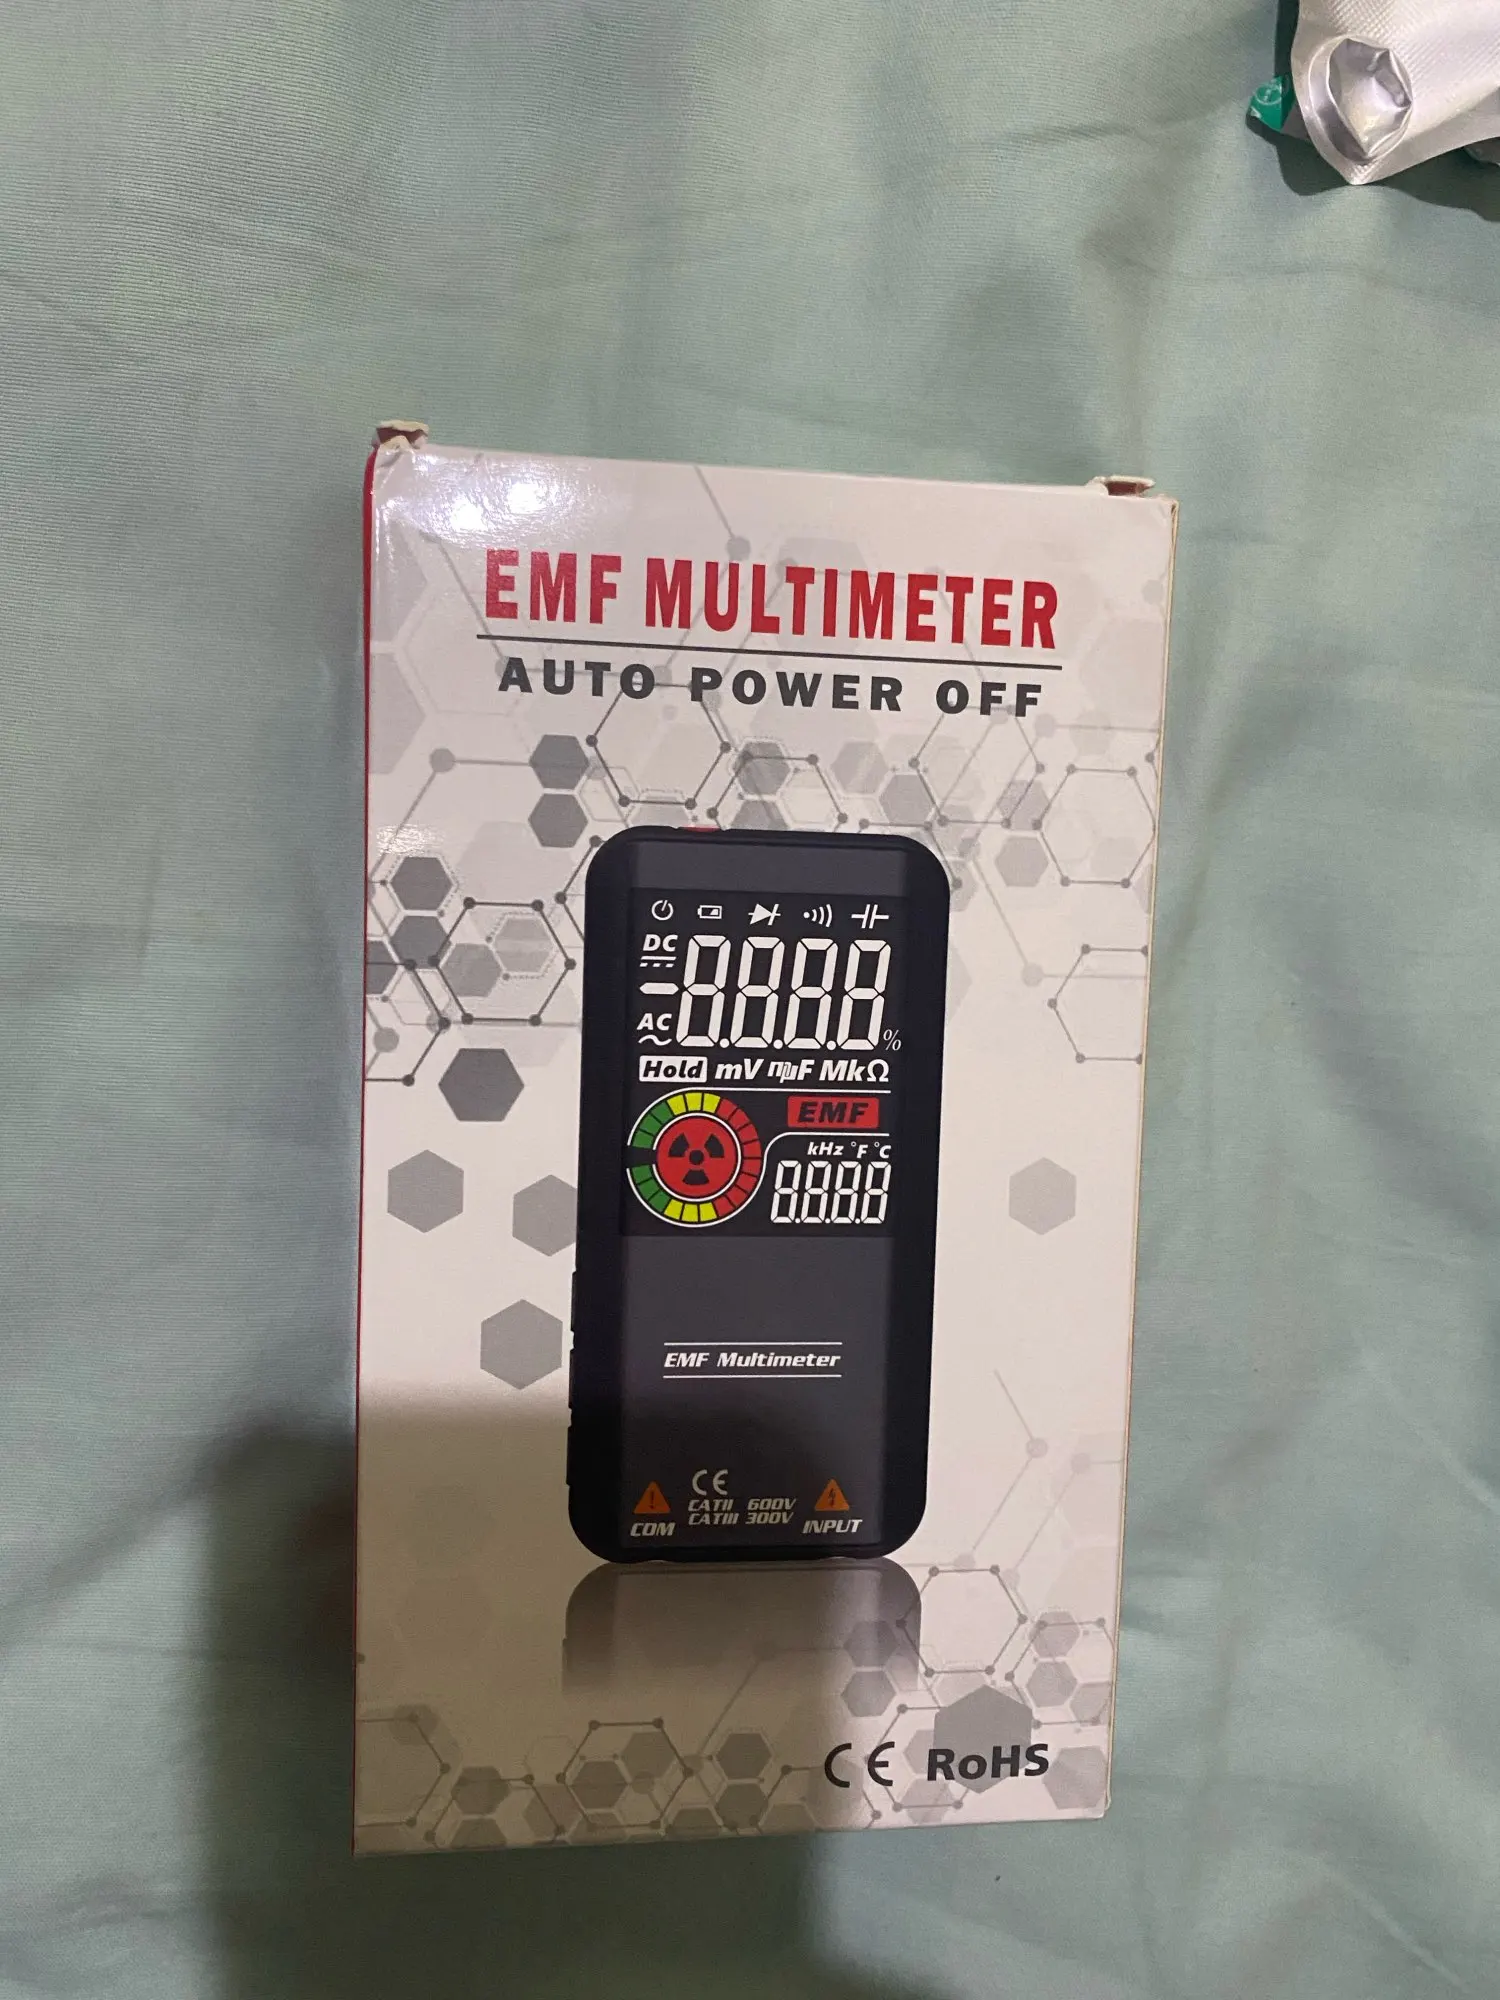 EMF MULTIMETER
AUTO POWER OFF
DC
8.8.8.8
AC
%
Hold mV nμF MkΩ
EMF
kHz °F °C
8.8.8.8
EMF Multimeter
CE
CATII 600V
CATIII 300V
COM
INPUT
CE RoHS